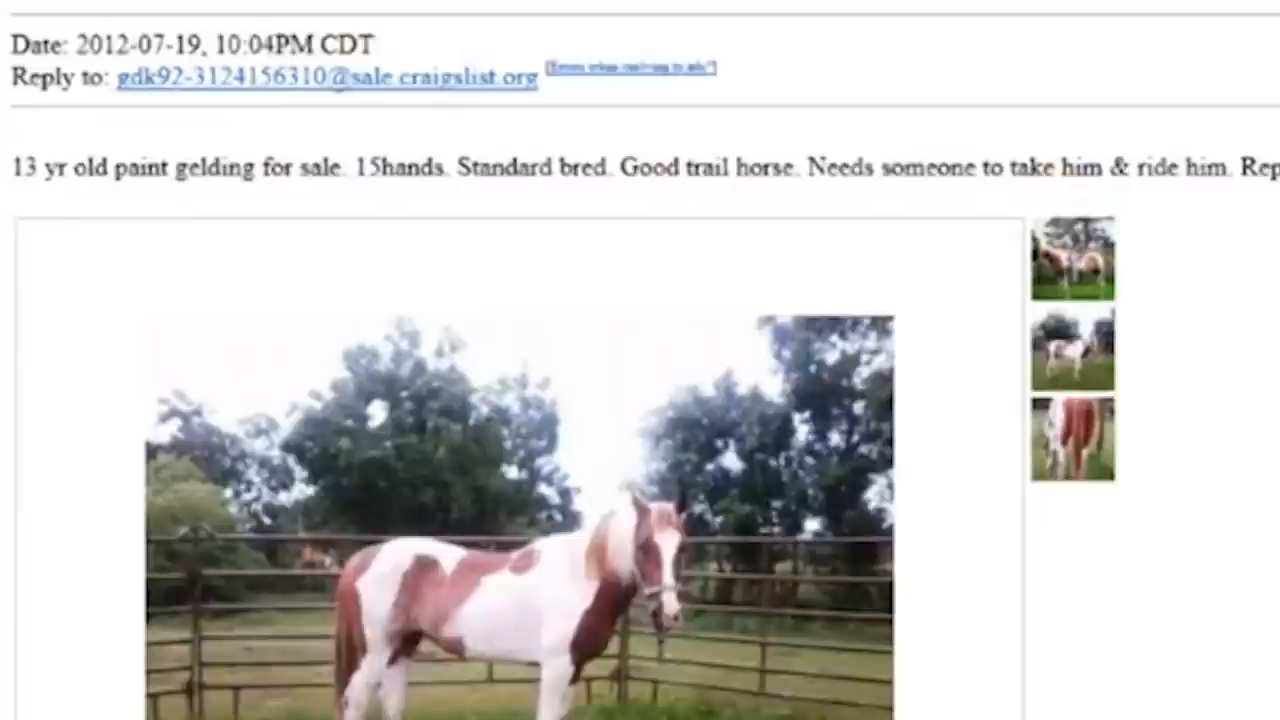 Date: 2012-07-19, 10:04PM CDT
Reply to: gdk92-3124156310@sale.craigslist.org
13 yr old paint gelding for sale. 15hands. Standard bred. Good trail horse. Needs someone to take him & ride him. Rep